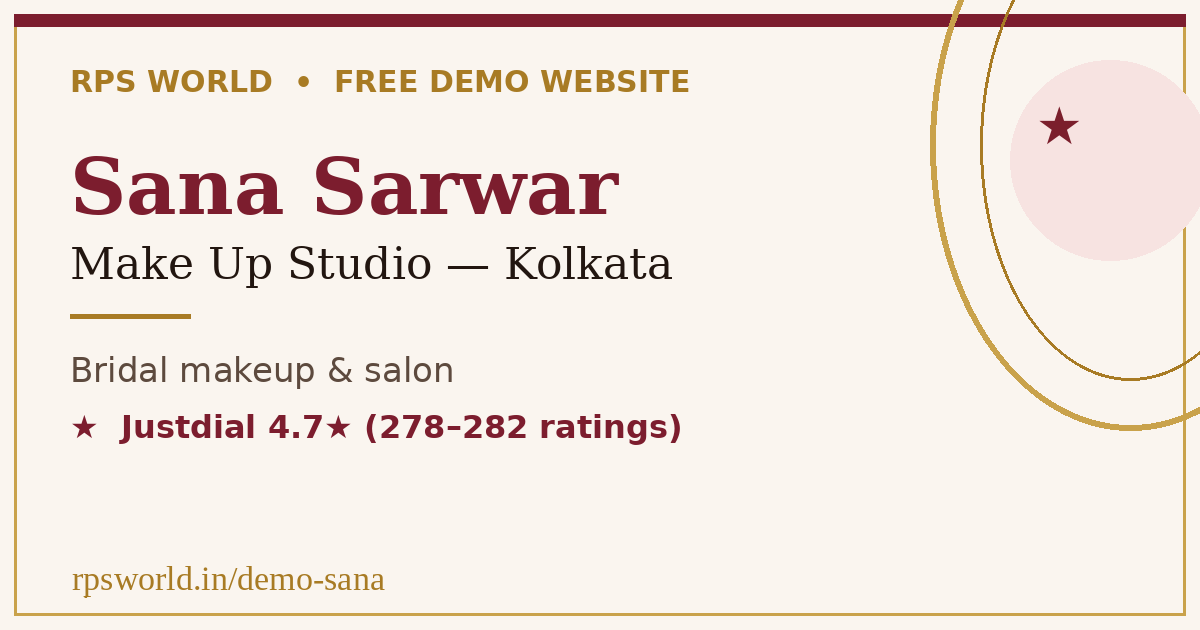 RPS WORLD • FREE DEMO WEBSITE
Sana Sarwar
Make Up Studio — Kolkata
Bridal makeup & salon
★ Justdial 4.7★ (278–282 ratings)
rpsworld.in/demo-sana